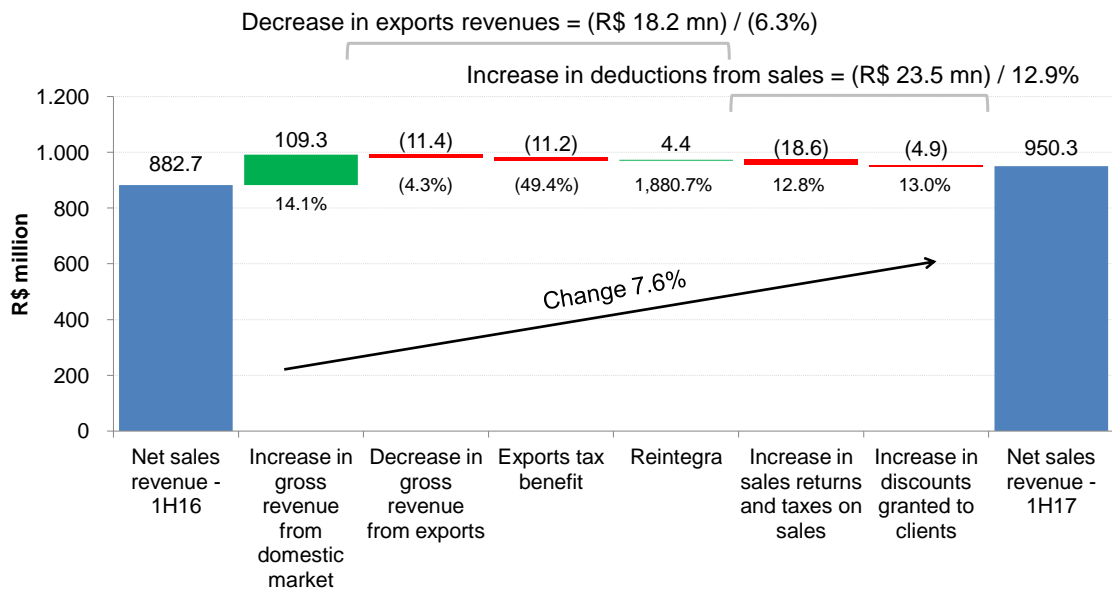 Decrease in exports revenues = (R$ 18.2 mn) / (6.3%)
Increase in deductions from sales = (R$ 23.5 mn) / 12.9%
R$ million
1.200
1.000
800
600
400
200
0
882.7
109.3
(11.4)
(11.2)
4.4
(18.6)
(4.9)
950.3
14.1%
(4.3%)
(49.4%)
1,880.7%
12.8%
13.0%
Change 7.6%
Net sales
revenue -
1H16
Increase in
gross
revenue
from
domestic
market
Decrease in
gross
revenue
from exports
Exports tax
benefit
Reintegra
Increase in
sales returns
and taxes on
sales
Increase in
discounts
granted to
clients
Net sales
revenue -
1H17